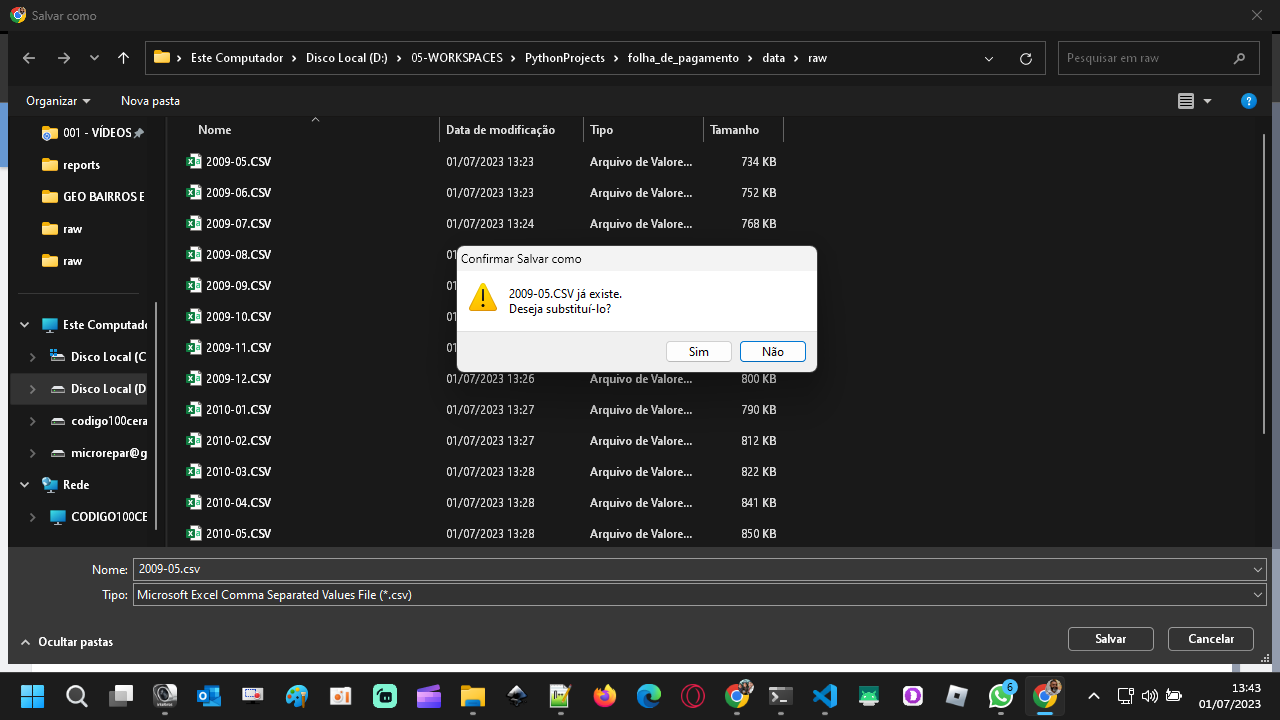 Salvar como
Este Computador
Disco Local (D:)
05-WORKSPACES
PythonProjects
folha_de_pagamento
data
raw
Pesquisar em raw
Organizar
Nova pasta
001 - VÍDEOS
reports
GEO BAIRROS E
raw
raw
Este Computado
Disco Local (C
Disco Local (D
codigo100cera
microrepar@g
Rede
CODIGO100CE
Nome Data de modificação Tipo Tamanho
2009-05.CSV 01/07/2023 13:23 Arquivo de Valore... 734 KB
2009-06.CSV 01/07/2023 13:23 Arquivo de Valore... 752 KB
2009-07.CSV 01/07/2023 13:24 Arquivo de Valore... 768 KB
2009-08.CSV
2009-09.CSV
2009-10.CSV
2009-11.CSV
2009-12.CSV 01/07/2023 13:26 Arquivo de Valore... 800 KB
2010-01.CSV 01/07/2023 13:27 Arquivo de Valore... 790 KB
2010-02.CSV 01/07/2023 13:27 Arquivo de Valore... 812 KB
2010-03.CSV 01/07/2023 13:28 Arquivo de Valore... 822 KB
2010-04.CSV 01/07/2023 13:28 Arquivo de Valore... 841 KB
2010-05.CSV 01/07/2023 13:28 Arquivo de Valore... 850 KB
Confirmar Salvar como
2009-05.CSV já existe.
Deseja substituí-lo?
Sim
Não
Nome: 2009-05.csv
Tipo: Microsoft Excel Comma Separated Values File (*.csv)
Ocultar pastas
Salvar
Cancelar
6
13:43
01/07/2023